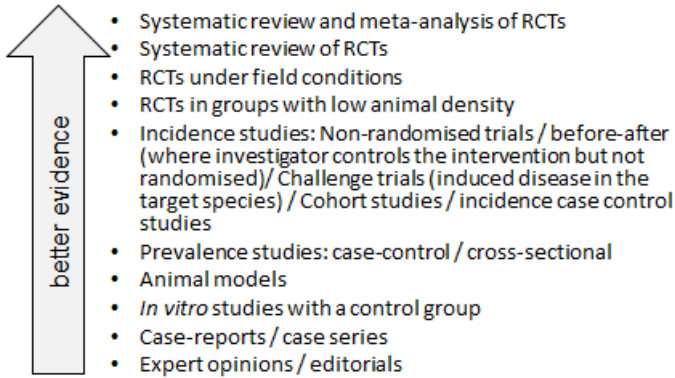 better evidence
• Systematic review and meta-analysis of RCTs
• Systematic review of RCTs
• RCTs under field conditions
• RCTs in groups with low animal density
• Incidence studies: Non-randomised trials / before-after
(where investigator controls the intervention but not
randomised)/ Challenge trials (induced disease in the
target species) / Cohort studies / incidence case control
studies
• Prevalence studies: case-control / cross-sectional
• Animal models
• In vitro studies with a control group
• Case-reports / case series
• Expert opinions / editorials